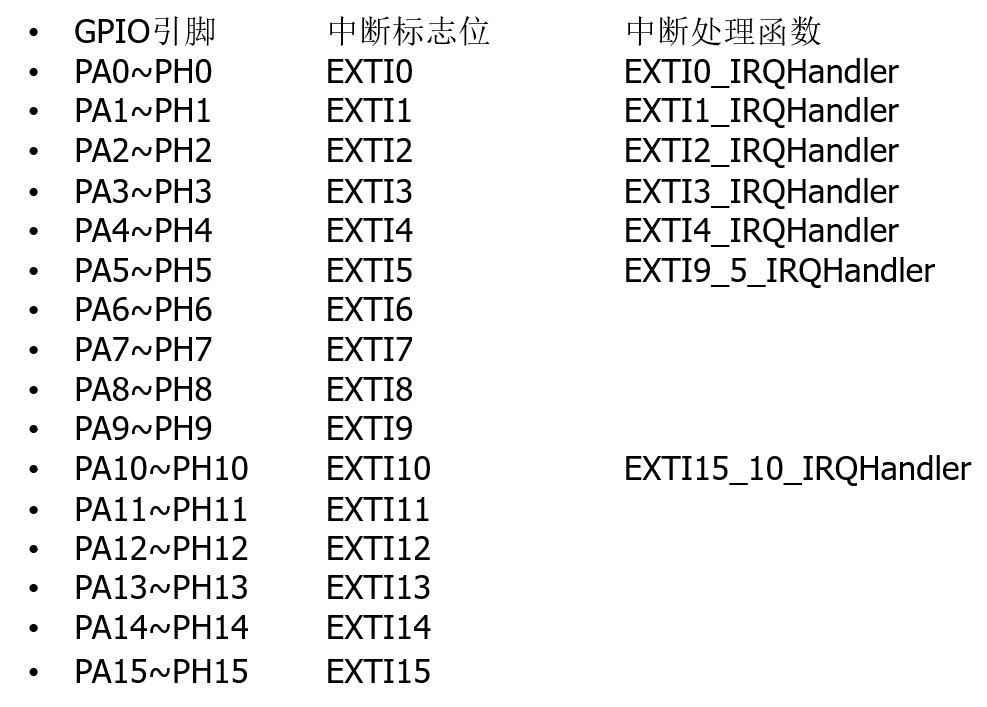 • GPIO引脚 中断标志位 中断处理函数
• PA0~PH0 EXTI0 EXTI0_IRQHandler
• PA1~PH1 EXTI1 EXTI1_IRQHandler
• PA2~PH2 EXTI2 EXTI2_IRQHandler
• PA3~PH3 EXTI3 EXTI3_IRQHandler
• PA4~PH4 EXTI4 EXTI4_IRQHandler
• PA5~PH5 EXTI5 EXTI9_5_IRQHandler
• PA6~PH6 EXTI6
• PA7~PH7 EXTI7
• PA8~PH8 EXTI8
• PA9~PH9 EXTI9
• PA10~PH10 EXTI10 EXTI15_10_IRQHandler
• PA11~PH11 EXTI11
• PA12~PH12 EXTI12
• PA13~PH13 EXTI13
• PA14~PH14 EXTI14
• PA15~PH15 EXTI15